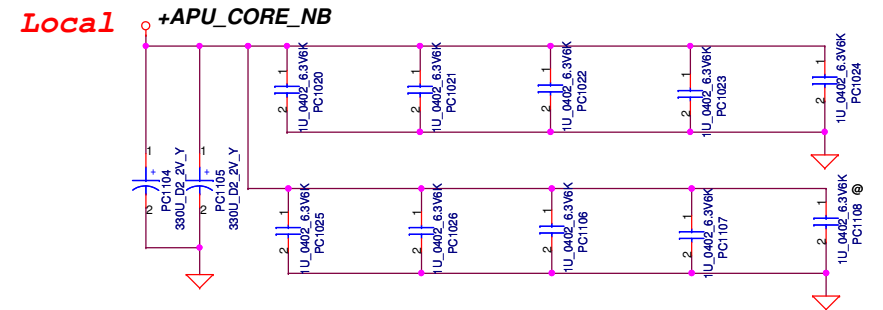 Local
+APU_CORE_NB
1
2
1U_0402_6.3V6K
PC1020
1
2
1U_0402_6.3V6K
PC1021
1
2
1U_0402_6.3V6K
PC1022
1
2
1U_0402_6.3V6K
PC1023
1
2
1U_0402_6.3V6K
PC1024
1
+
2
PC1104
330U_D2_2V_Y
1
+
2
PC1105
330U_D2_2V_Y
1
2
1U_0402_6.3V6K
PC1025
1
2
1U_0402_6.3V6K
PC1026
1
2
1U_0402_6.3V6K
PC1106
1
2
1U_0402_6.3V6K
PC1107
1
2
1U_0402_6.3V6K
PC1108 @